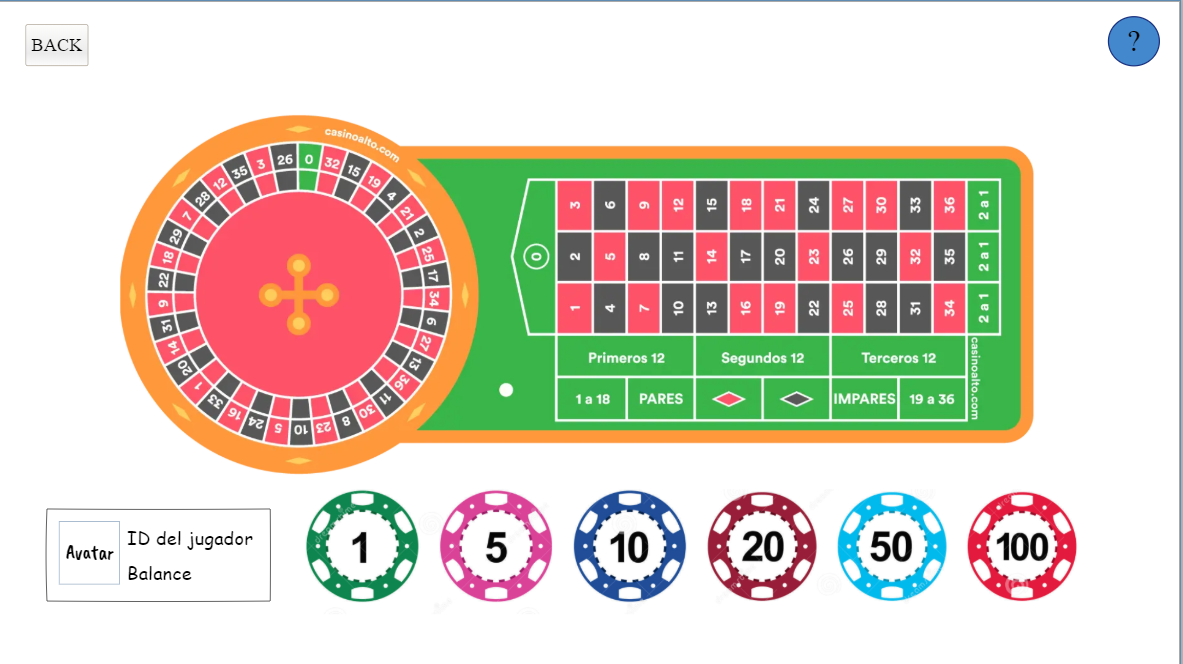 BACK
?
casinoalto.com
0 32 15 19 4 21 2 25 17 34 6 27 13 36 11 30 8 23 10 5 24 16 33 1 20 14 31 9 22 18 29 7 28 12 35 3 26
3 6 9 12 15 18 21 24 27 30 33 36 2 a 1
0 2 5 8 11 14 17 20 23 26 29 32 35 2 a 1
1 4 7 10 13 16 19 22 25 28 31 34 2 a 1
Primeros 12 Segundos 12 Terceros 12
1 a 18 PARES IMPARES 19 a 36
casinoalto.com
Avatar
ID del jugador
Balance
1 5 10 20 50 100